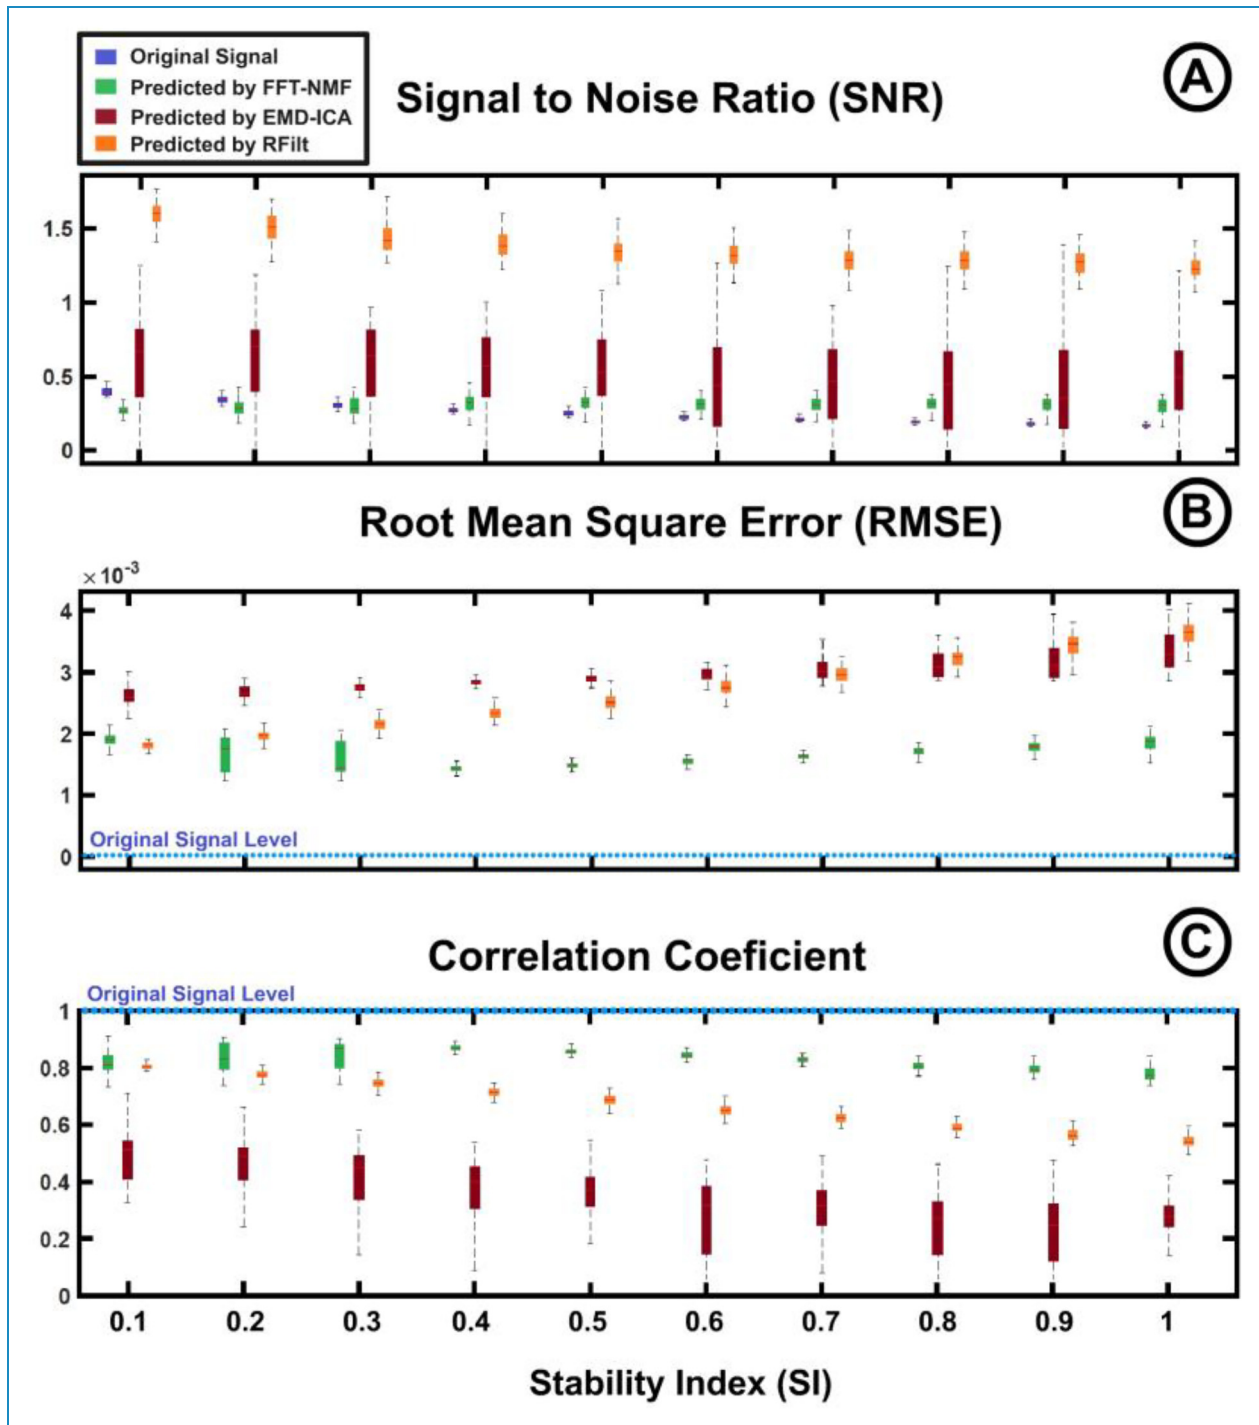 Original Signal
Predicted by FFT-NMF
Predicted by EMD-ICA
Predicted by RFilt
Signal to Noise Ratio (SNR)
A
1.5
1
0.5
0
Root Mean Square Error (RMSE)
B
×10⁻³
4
3
2
1
Original Signal Level
0
Correlation Coeficient
C
Original Signal Level
1
0.8
0.6
0.4
0.2
0
0.1 0.2 0.3 0.4 0.5 0.6 0.7 0.8 0.9 1
Stability Index (SI)